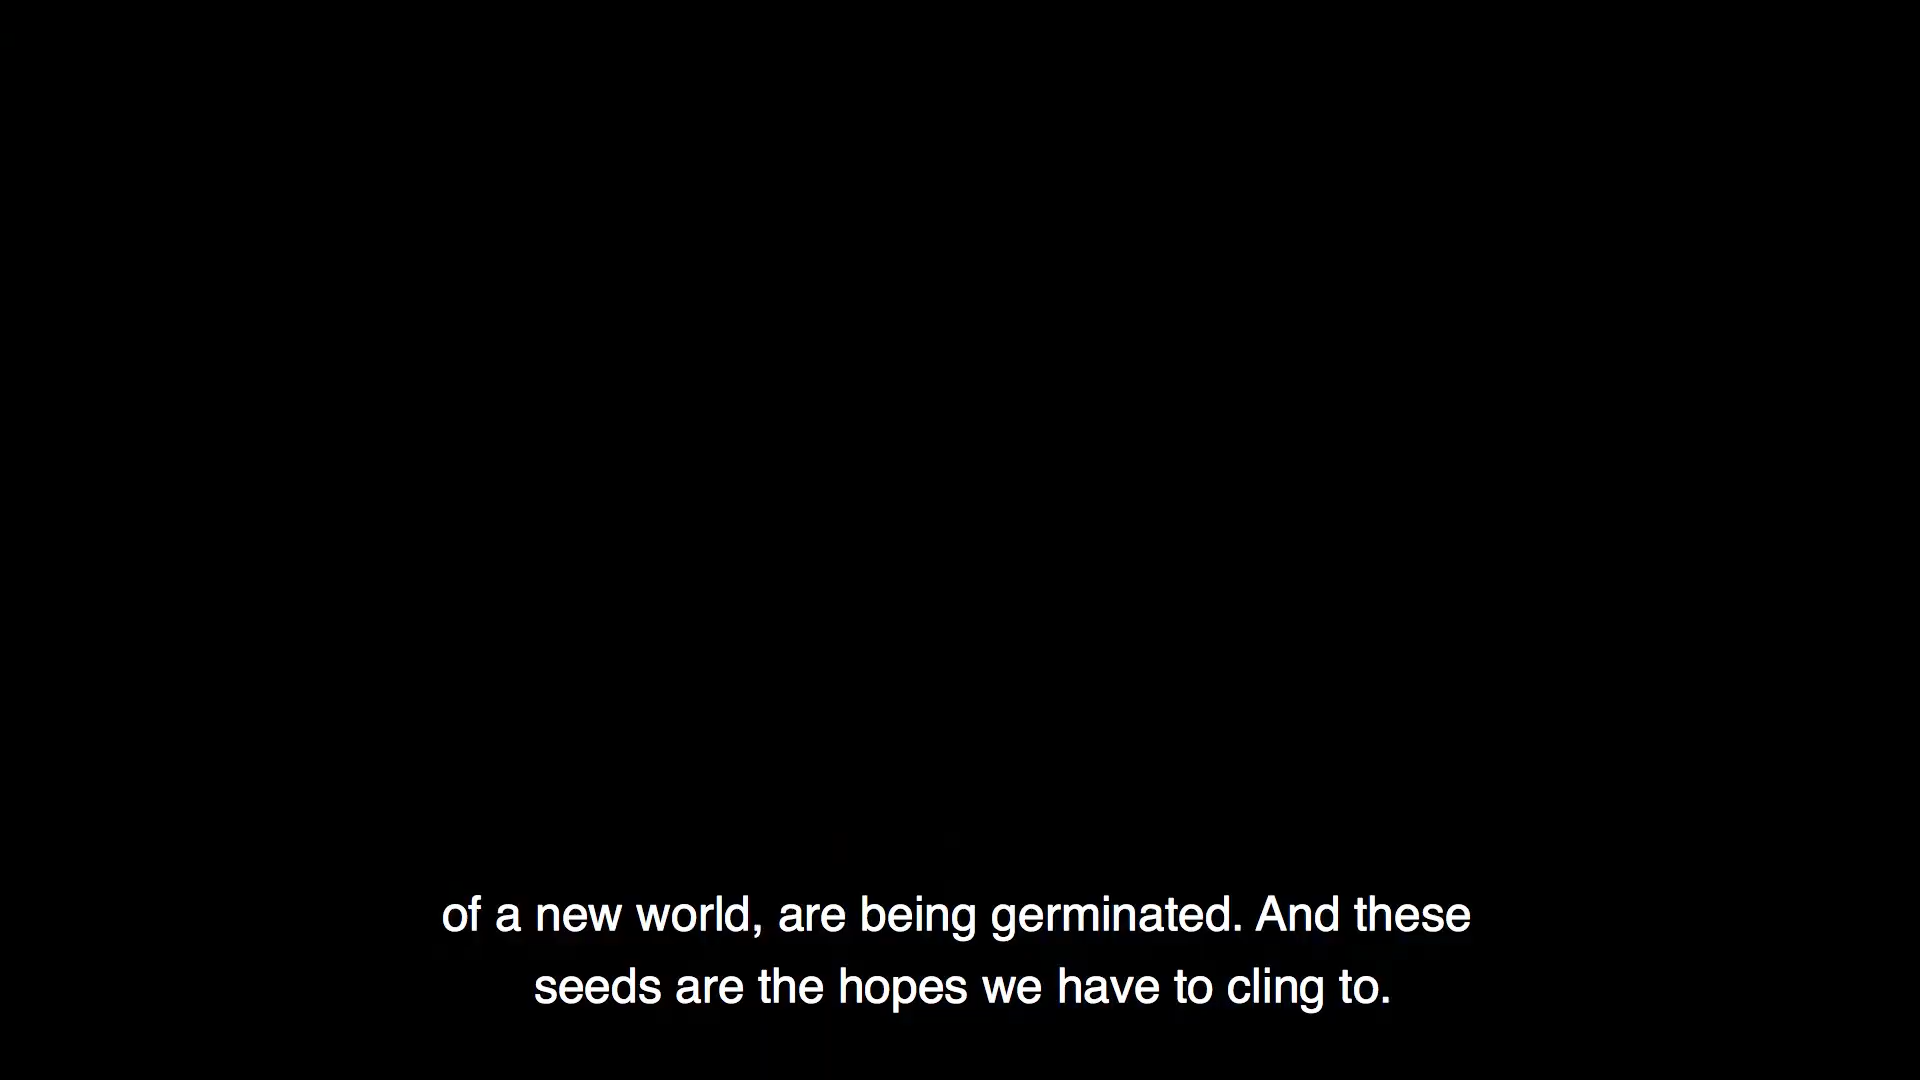 of a new world, are being germinated. And these
seeds are the hopes we have to cling to.